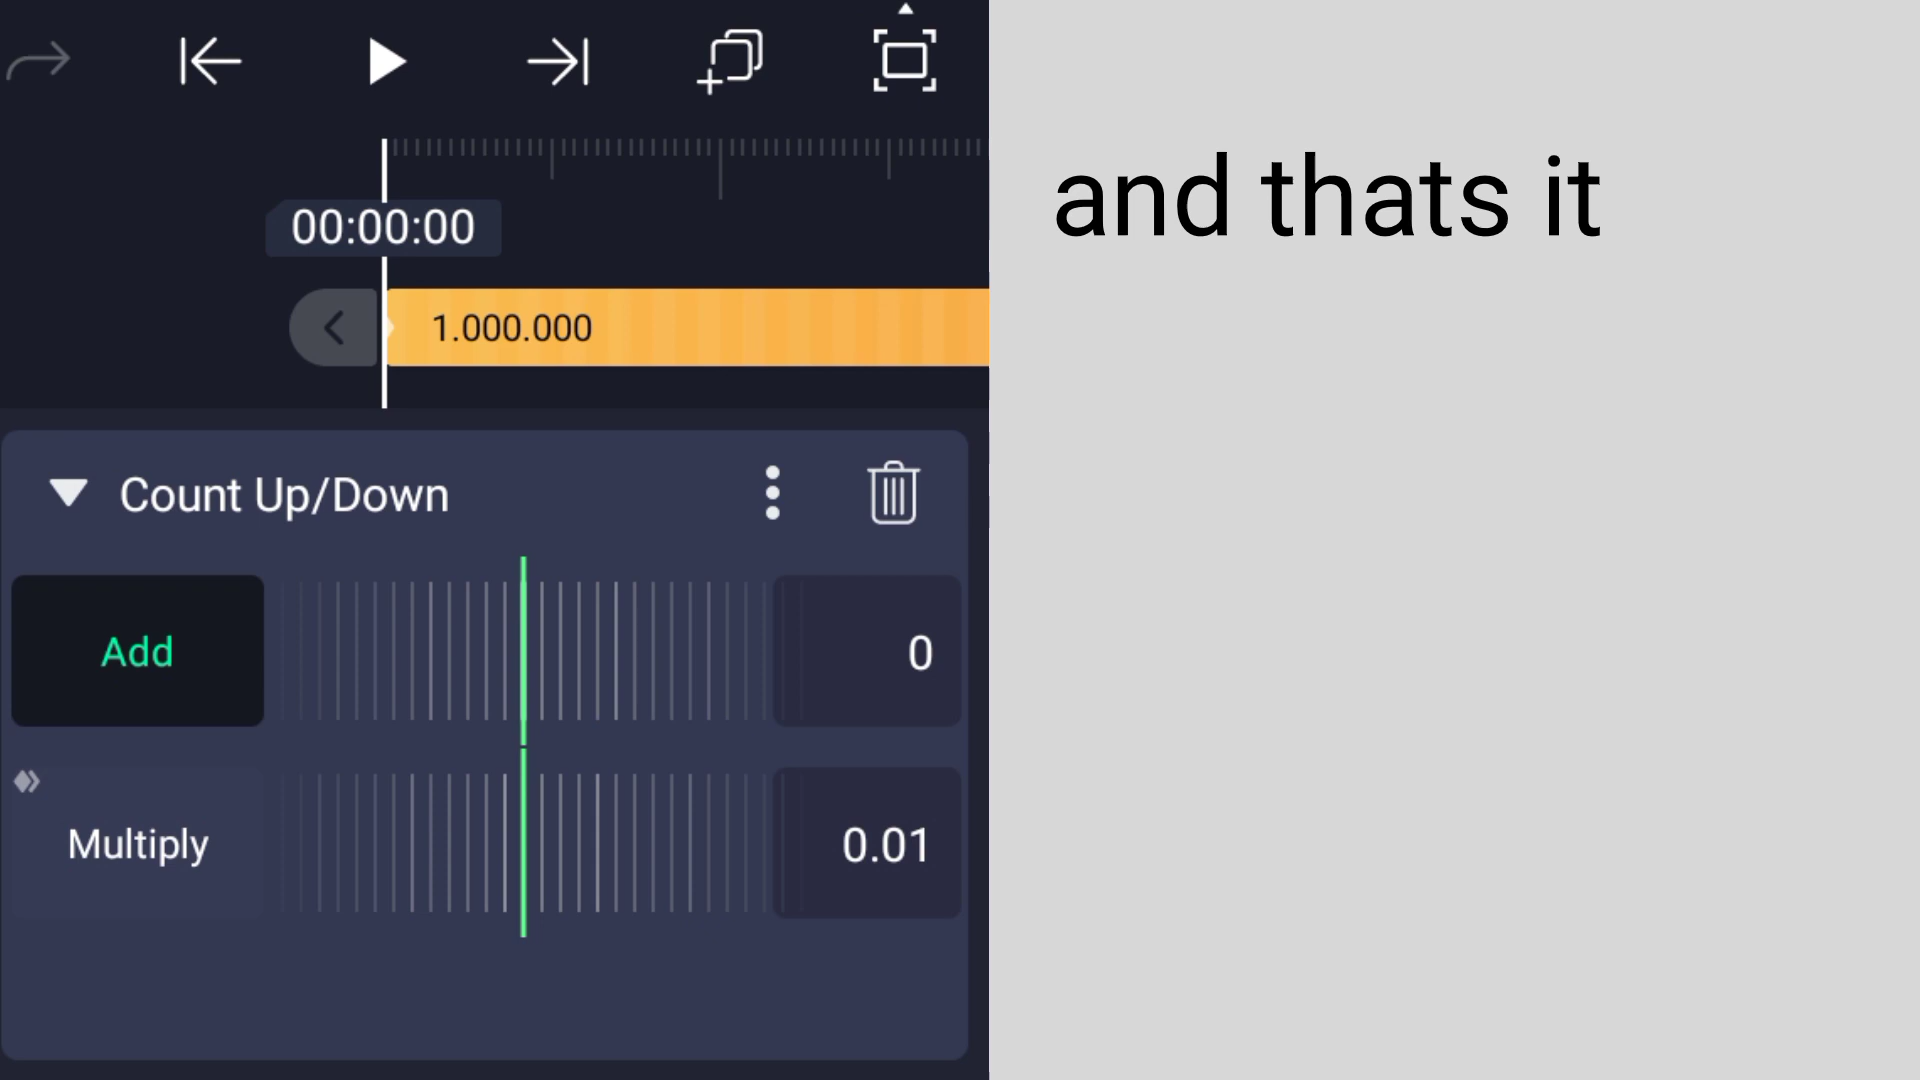 00:00:00
1.000.000
Count Up/Down
Add
0
Multiply
0.01
and thats it